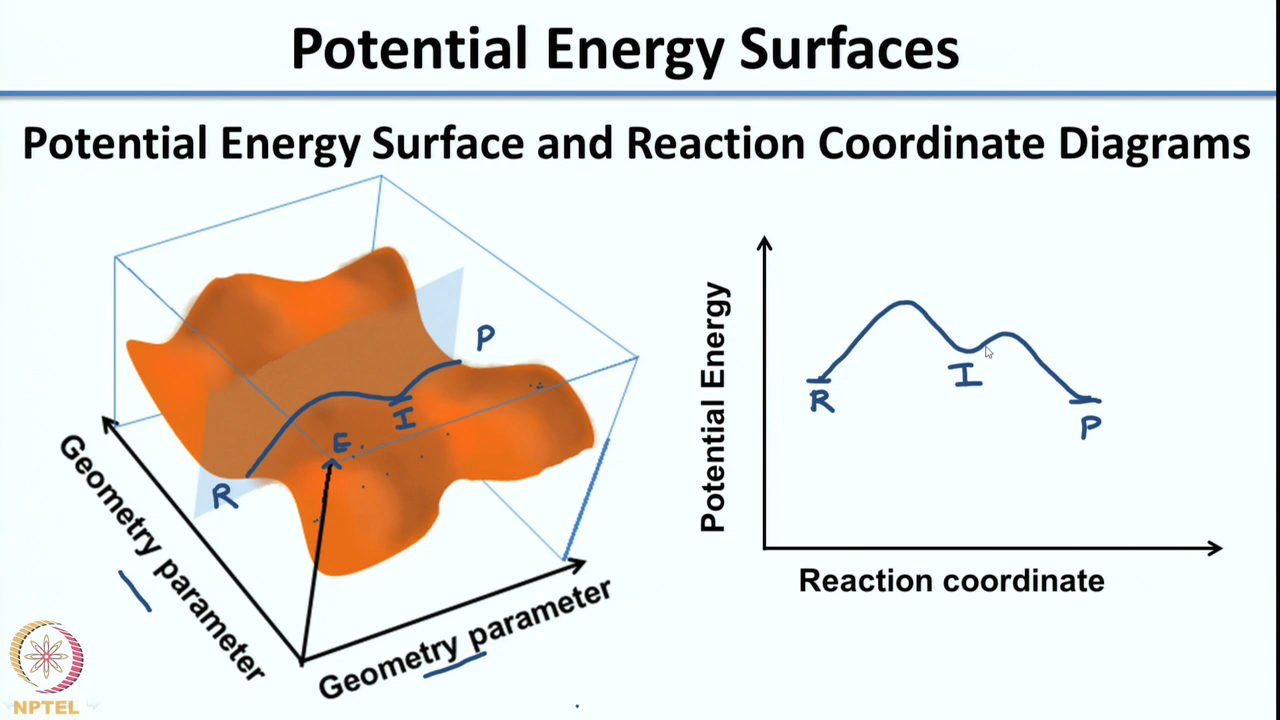 Potential Energy Surfaces
Potential Energy Surface and Reaction Coordinate Diagrams
P
I
E
R
Geometry parameter
Geometry parameter
Potential Energy
R
I
P
Reaction coordinate
NPTEL